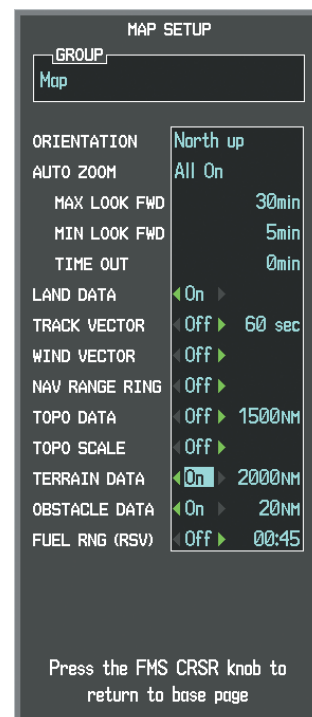 MAP SETUP
GROUP
Map
ORIENTATION North up
AUTO ZOOM All On
MAX LOOK FWD 30min
MIN LOOK FWD 5min
TIME OUT 0min
LAND DATA On
TRACK VECTOR Off 60 sec
WIND VECTOR Off
NAV RANGE RING Off
TOPO DATA Off 1500NM
TOPO SCALE Off
TERRAIN DATA On 2000NM
OBSTACLE DATA On 20NM
FUEL RNG (RSV) Off 00:45
Press the FMS CRSR knob to
return to base page